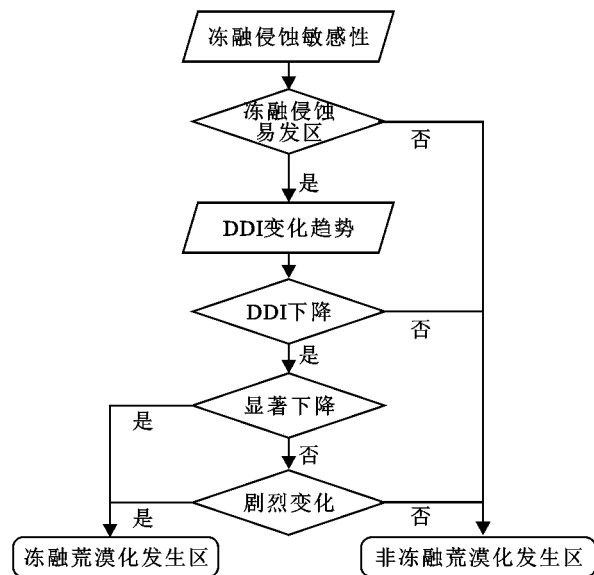 冻融侵蚀敏感性
冻融侵蚀
易发区
否
是
DDI变化趋势
DDI下降
否
是
显著下降
是
否
剧烈变化
是
否
冻融荒漠化发生区
非冻融荒漠化发生区